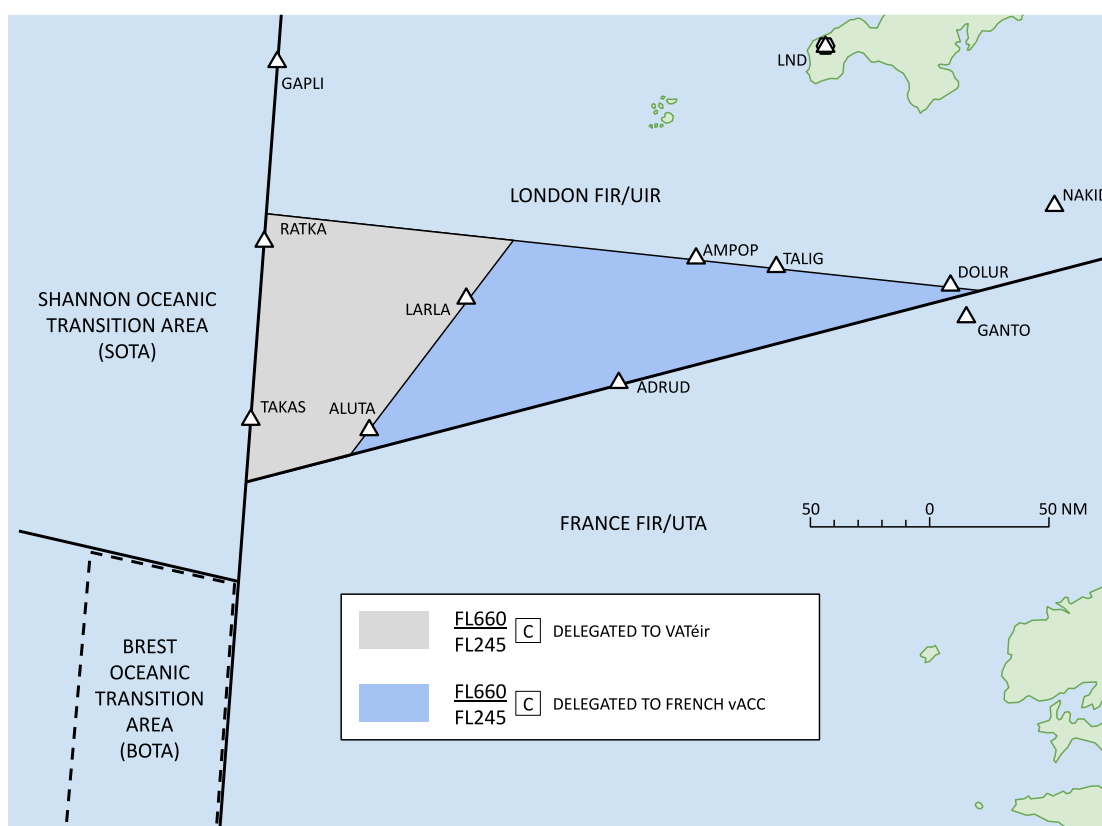 GAPLI
LND
LONDON FIR/UIR
NAKID
RATKA
AMPOP
TALIG
DOLUR
SHANNON OCEANIC
TRANSITION AREA
(SOTA)
LARLA
GANTO
ADRUD
TAKAS
ALUTA
50 0 50 NM
FRANCE FIR/UTA
FL660
FL245
C DELEGATED TO VATéir
FL660
FL245
C DELEGATED TO FRENCH vACC
BREST
OCEANIC
TRANSITION
AREA
(BOTA)